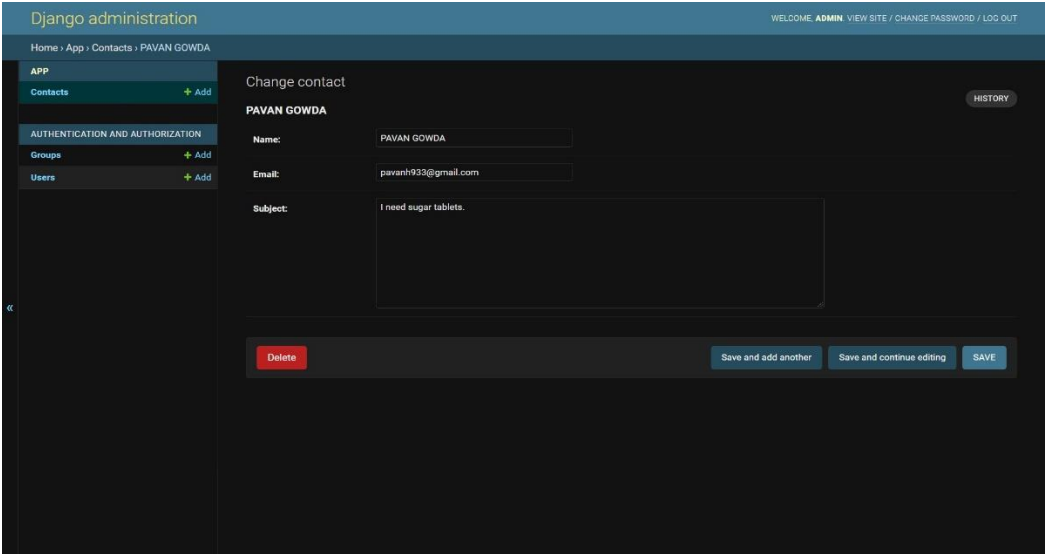 Django administration
WELCOME, ADMIN. VIEW SITE / CHANGE PASSWORD / LOG OUT
Home › App › Contacts › PAVAN GOWDA
APP
Contacts + Add
AUTHENTICATION AND AUTHORIZATION
Groups + Add
Users + Add
«
Change contact
HISTORY
PAVAN GOWDA
Name: PAVAN GOWDA
Email: pavanh933@gmail.com
Subject: I need sugar tablets.
Delete Save and add another Save and continue editing SAVE